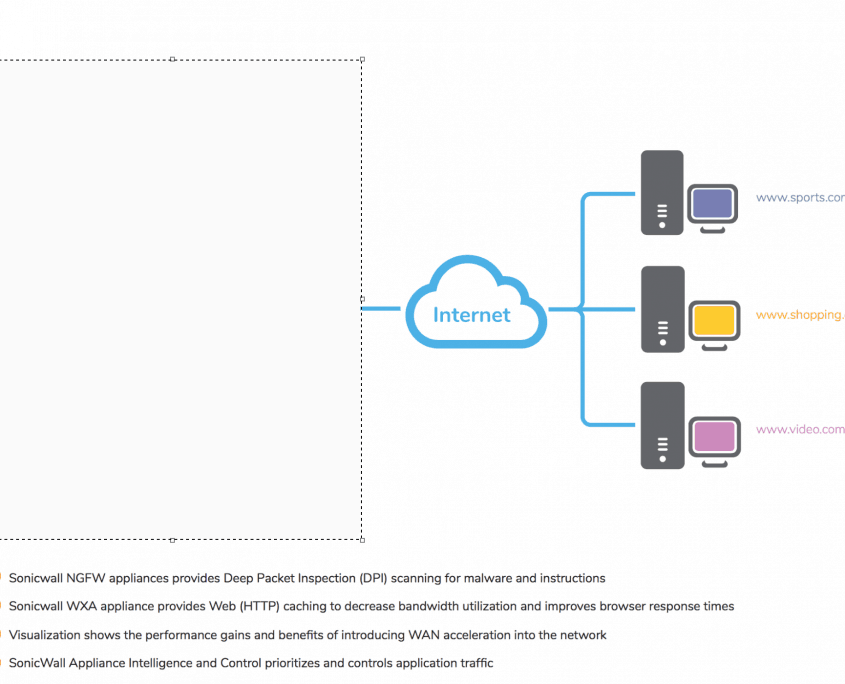 www.sports.cor
Internet
www.shopping.
www.video.com
Sonicwall NGFW appliances provides Deep Packet Inspection (DPI) scanning for malware and instructions
Sonicwall WXA appliance provides Web (HTTP) caching to decrease bandwidth utilization and improves browser response times
Visualization shows the performance gains and benefits of introducing WAN acceleration into the network
SonicWall Appliance Intelligence and Control prioritizes and controls application traffic